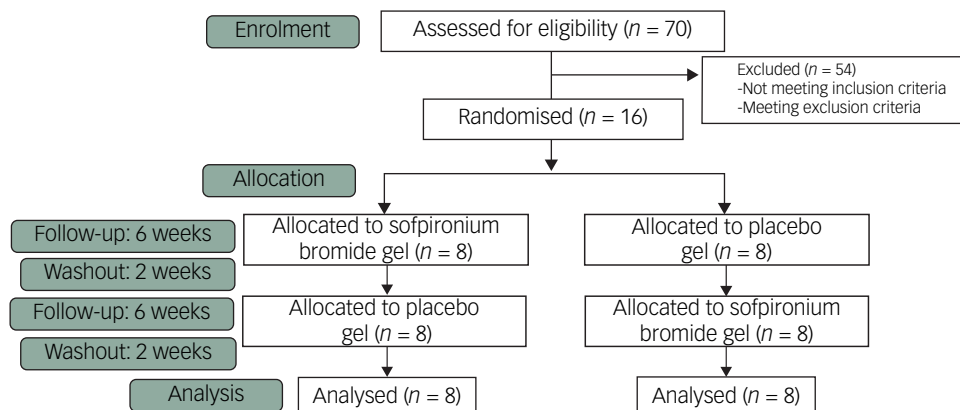 Enrolment
Assessed for eligibility (n = 70)
Excluded (n = 54)
-Not meeting inclusion criteria
-Meeting exclusion criteria
Randomised (n = 16)
Allocation
Follow-up: 6 weeks
Allocated to sofpironium
bromide gel (n = 8)
Allocated to placebo
gel (n = 8)
Washout: 2 weeks
Follow-up: 6 weeks
Allocated to placebo
gel (n = 8)
Allocated to sofpironium
bromide gel (n = 8)
Washout: 2 weeks
Analysis
Analysed (n = 8)
Analysed (n = 8)